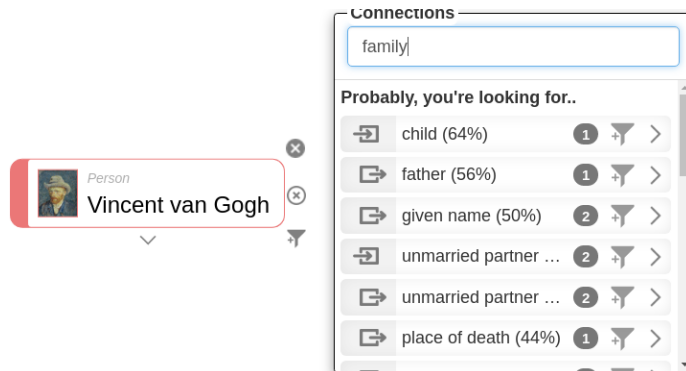 Connections
family
Probably, you're looking for..
child (64%) 1
father (56%) 1
given name (50%) 2
unmarried partner ... 2
unmarried partner ... 2
place of death (44%) 1
Person
Vincent van Gogh